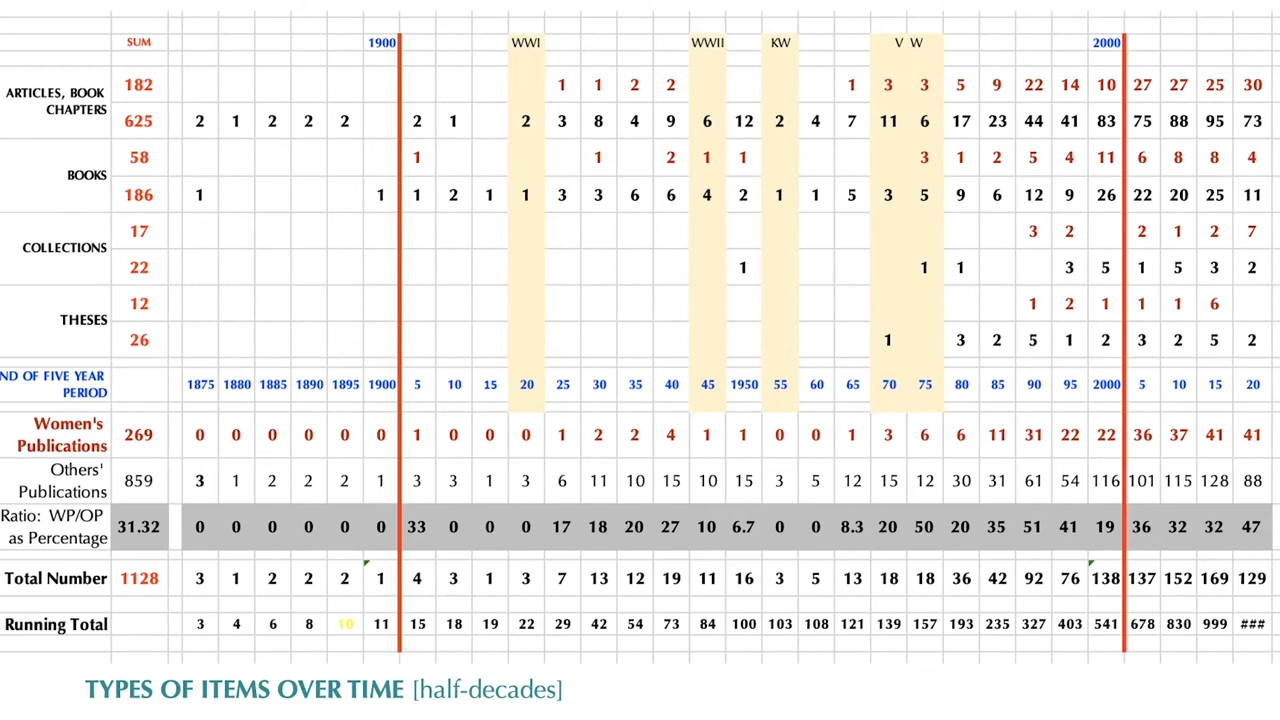 1900 WWI WWII KW V W 2000
SUM
ARTICLES, BOOK CHAPTERS
182 1 1 2 2 1 3 3 5 9 22 14 10 27 27 25 30
625 2 1 2 2 2 2 1 2 3 8 4 9 6 12 2 4 7 11 6 17 23 44 41 83 75 88 95 73
BOOKS
58 1 1 2 1 1 3 1 2 5 4 11 6 8 8 4
186 1 1 1 2 1 1 3 3 6 6 4 2 1 1 5 3 5 9 6 12 9 26 22 20 25 11
COLLECTIONS
17 3 2 2 1 2 7
22 1 1 1 3 5 1 5 3 2
THESES
12 1 2 1 1 1 6
26 1 3 2 5 1 2 3 2 5 2
ND OF FIVE YEAR PERIOD 1875 1880 1885 1890 1895 1900 5 10 15 20 25 30 35 40 45 1950 55 60 65 70 75 80 85 90 95 2000 5 10 15 20
Women's Publications 269 0 0 0 0 0 0 1 0 0 0 1 2 2 4 1 1 0 0 1 3 6 6 11 31 22 22 36 37 41 41
Others' Publications 859 3 1 2 2 2 1 3 3 1 3 6 11 10 15 10 15 3 5 12 15 12 30 31 61 54 116 101 115 128 88
Ratio: WP/OP as Percentage 31.32 0 0 0 0 0 0 33 0 0 0 17 18 20 27 10 6.7 0 0 8.3 20 50 20 35 51 41 19 36 32 32 47
Total Number 1128 3 1 2 2 2 1 4 3 1 3 7 13 12 19 11 16 3 5 13 18 18 36 42 92 76 138 137 152 169 129
Running Total 3 4 6 8 10 11 15 18 19 22 29 42 54 73 84 100 103 108 121 139 157 193 235 327 403 541 678 830 999 ###
TYPES OF ITEMS OVER TIME [half-decades]